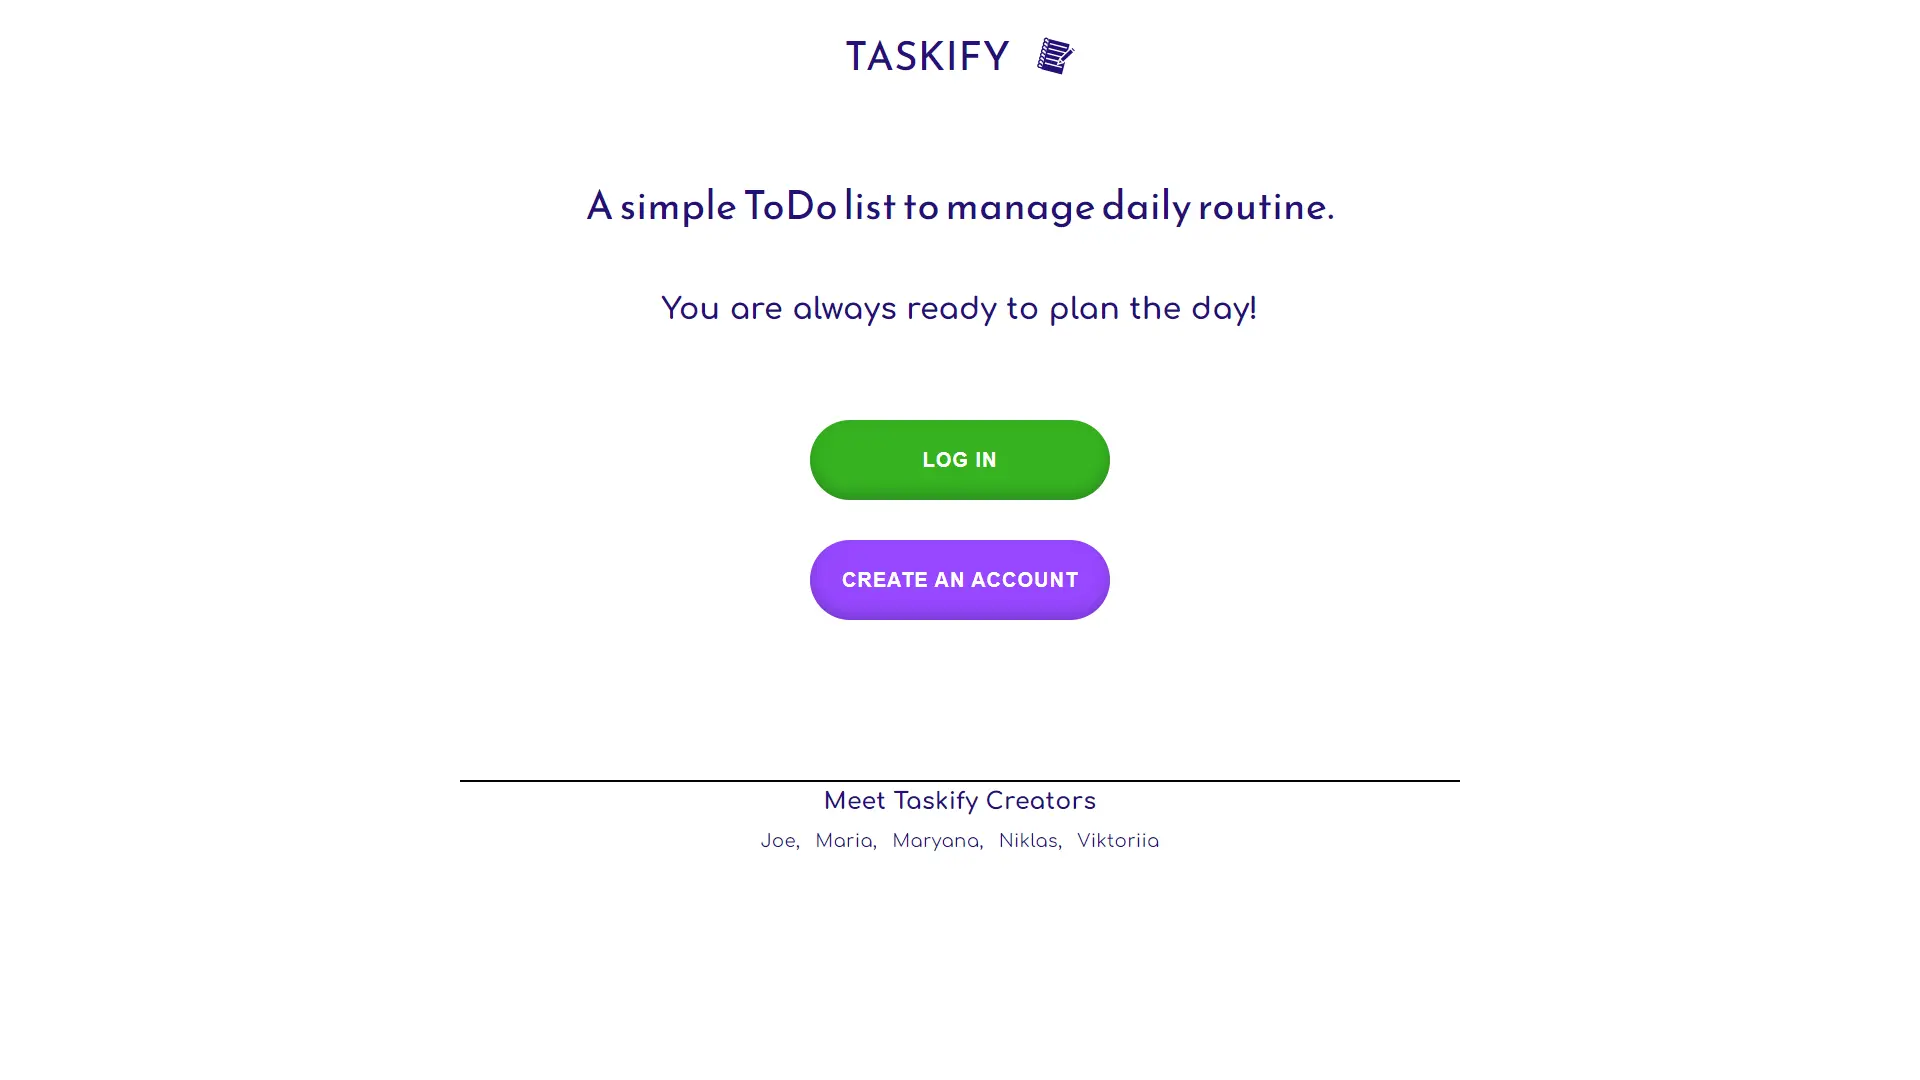 TASKIFY
A simple ToDo list to manage daily routine.
You are always ready to plan the day!
LOG IN
CREATE AN ACCOUNT
Meet Taskify Creators
Joe, Maria, Maryana, Niklas, Viktoriia